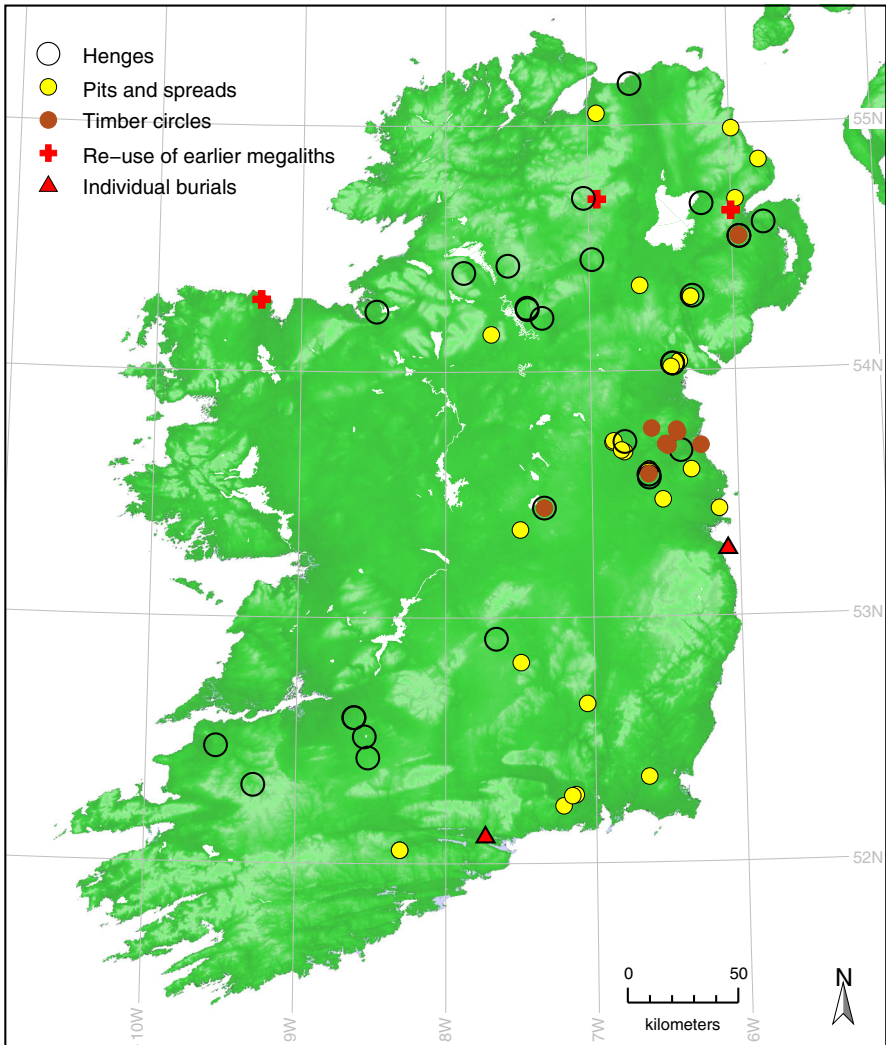 Henges
Pits and spreads
Timber circles
Re−use of earlier megaliths
Individual burials
55N
54N
53N
52N
0 50
kilometers
N
10W 9W 8W 7W 6W